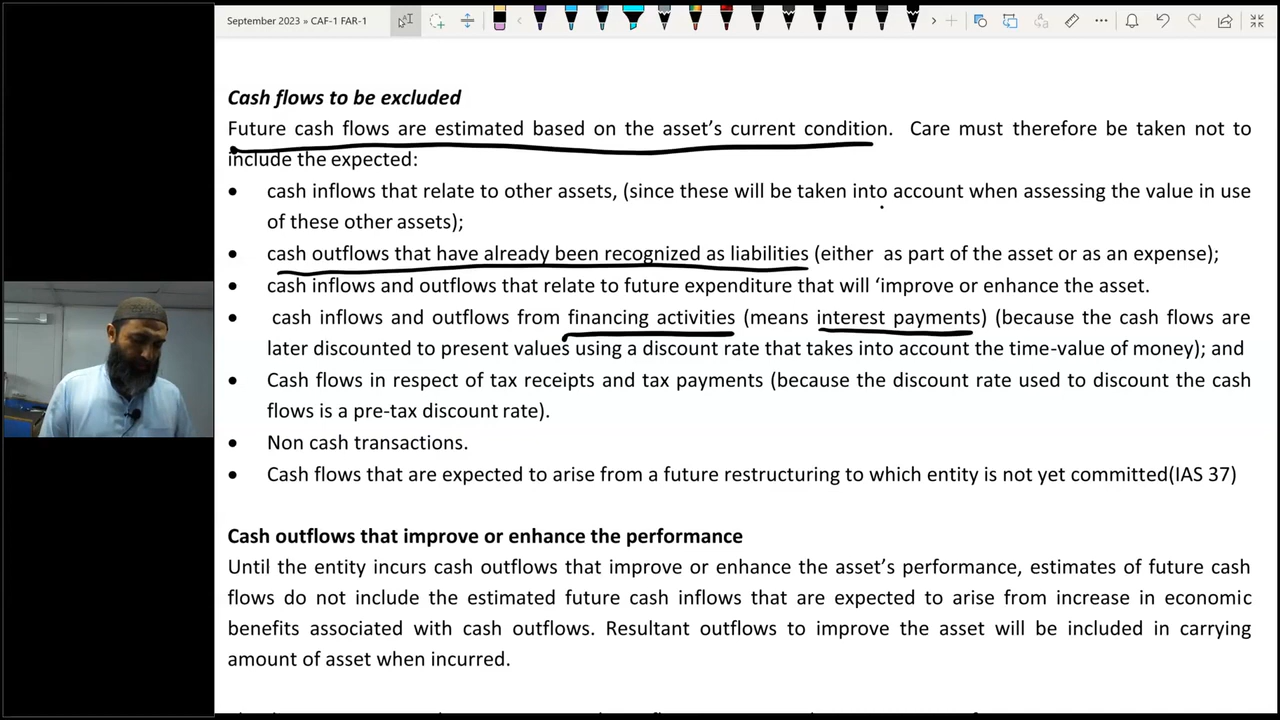 September 2023 » CAF-1 FAR-1
Cash flows to be excluded
Future cash flows are estimated based on the asset's current condition. Care must therefore be taken not to
include the expected:
• cash inflows that relate to other assets, (since these will be taken into account when assessing the value in use
of these other assets);
• cash outflows that have already been recognized as liabilities (either as part of the asset or as an expense);
• cash inflows and outflows that relate to future expenditure that will ‘improve or enhance the asset.
• cash inflows and outflows from financing activities (means interest payments) (because the cash flows are
later discounted to present values using a discount rate that takes into account the time-value of money); and
• Cash flows in respect of tax receipts and tax payments (because the discount rate used to discount the cash
flows is a pre-tax discount rate).
• Non cash transactions.
• Cash flows that are expected to arise from a future restructuring to which entity is not yet committed(IAS 37)
Cash outflows that improve or enhance the performance
Until the entity incurs cash outflows that improve or enhance the asset's performance, estimates of future cash
flows do not include the estimated future cash inflows that are expected to arise from increase in economic
benefits associated with cash outflows. Resultant outflows to improve the asset will be included in carrying
amount of asset when incurred.